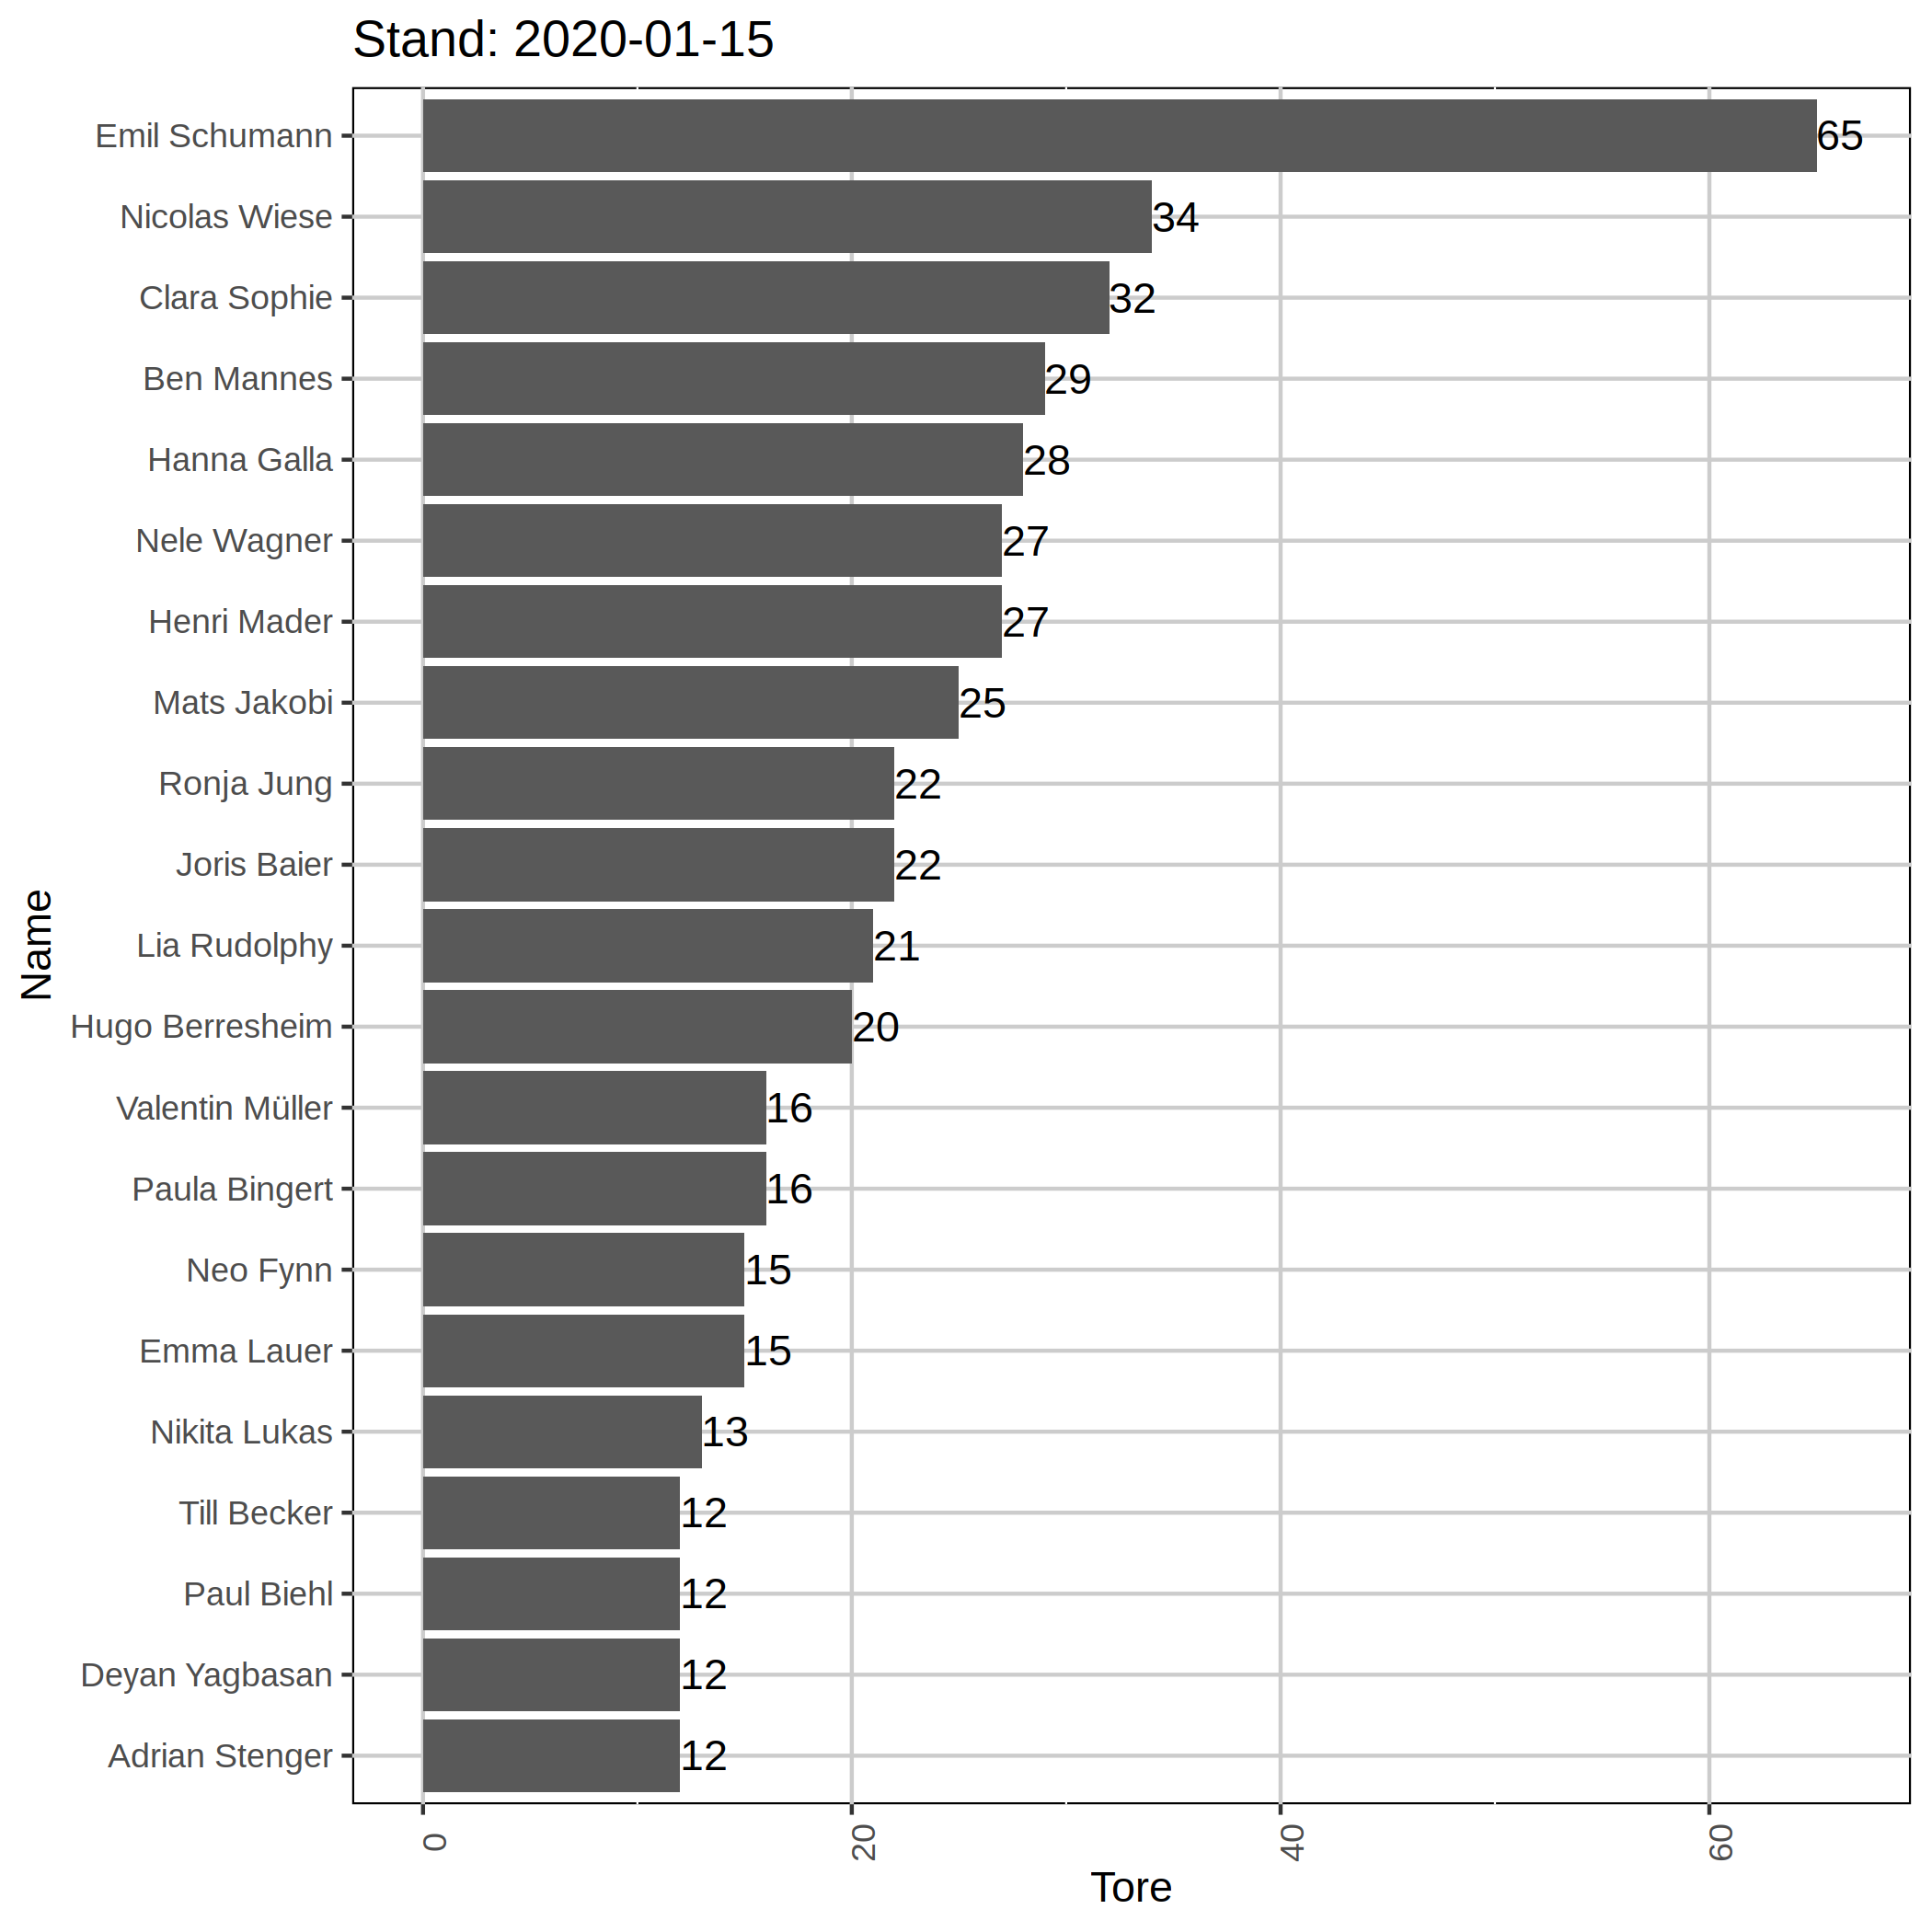 Stand: 2020-01-15
Emil Schumann 65
Nicolas Wiese 34
Clara Sophie 32
Ben Mannes 29
Hanna Galla 28
Nele Wagner 27
Henri Mader 27
Mats Jakobi 25
Ronja Jung 22
Joris Baier 22
Lia Rudolphy 21
Hugo Berresheim 20
Valentin Müller 16
Paula Bingert 16
Neo Fynn 15
Emma Lauer 15
Nikita Lukas 13
Till Becker 12
Paul Biehl 12
Deyan Yagbasan 12
Adrian Stenger 12
Name
0 20 40 60
Tore